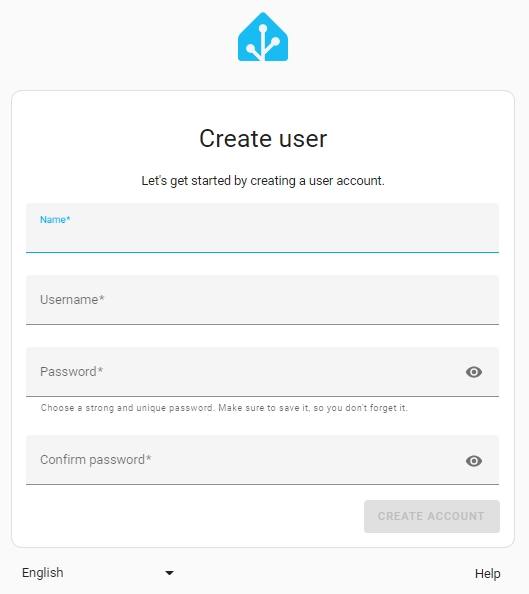 Create user
Let's get started by creating a user account.
Name*
Username*
Password*
Choose a strong and unique password. Make sure to save it, so you don't forget it.
Confirm password*
CREATE ACCOUNT
English
Help